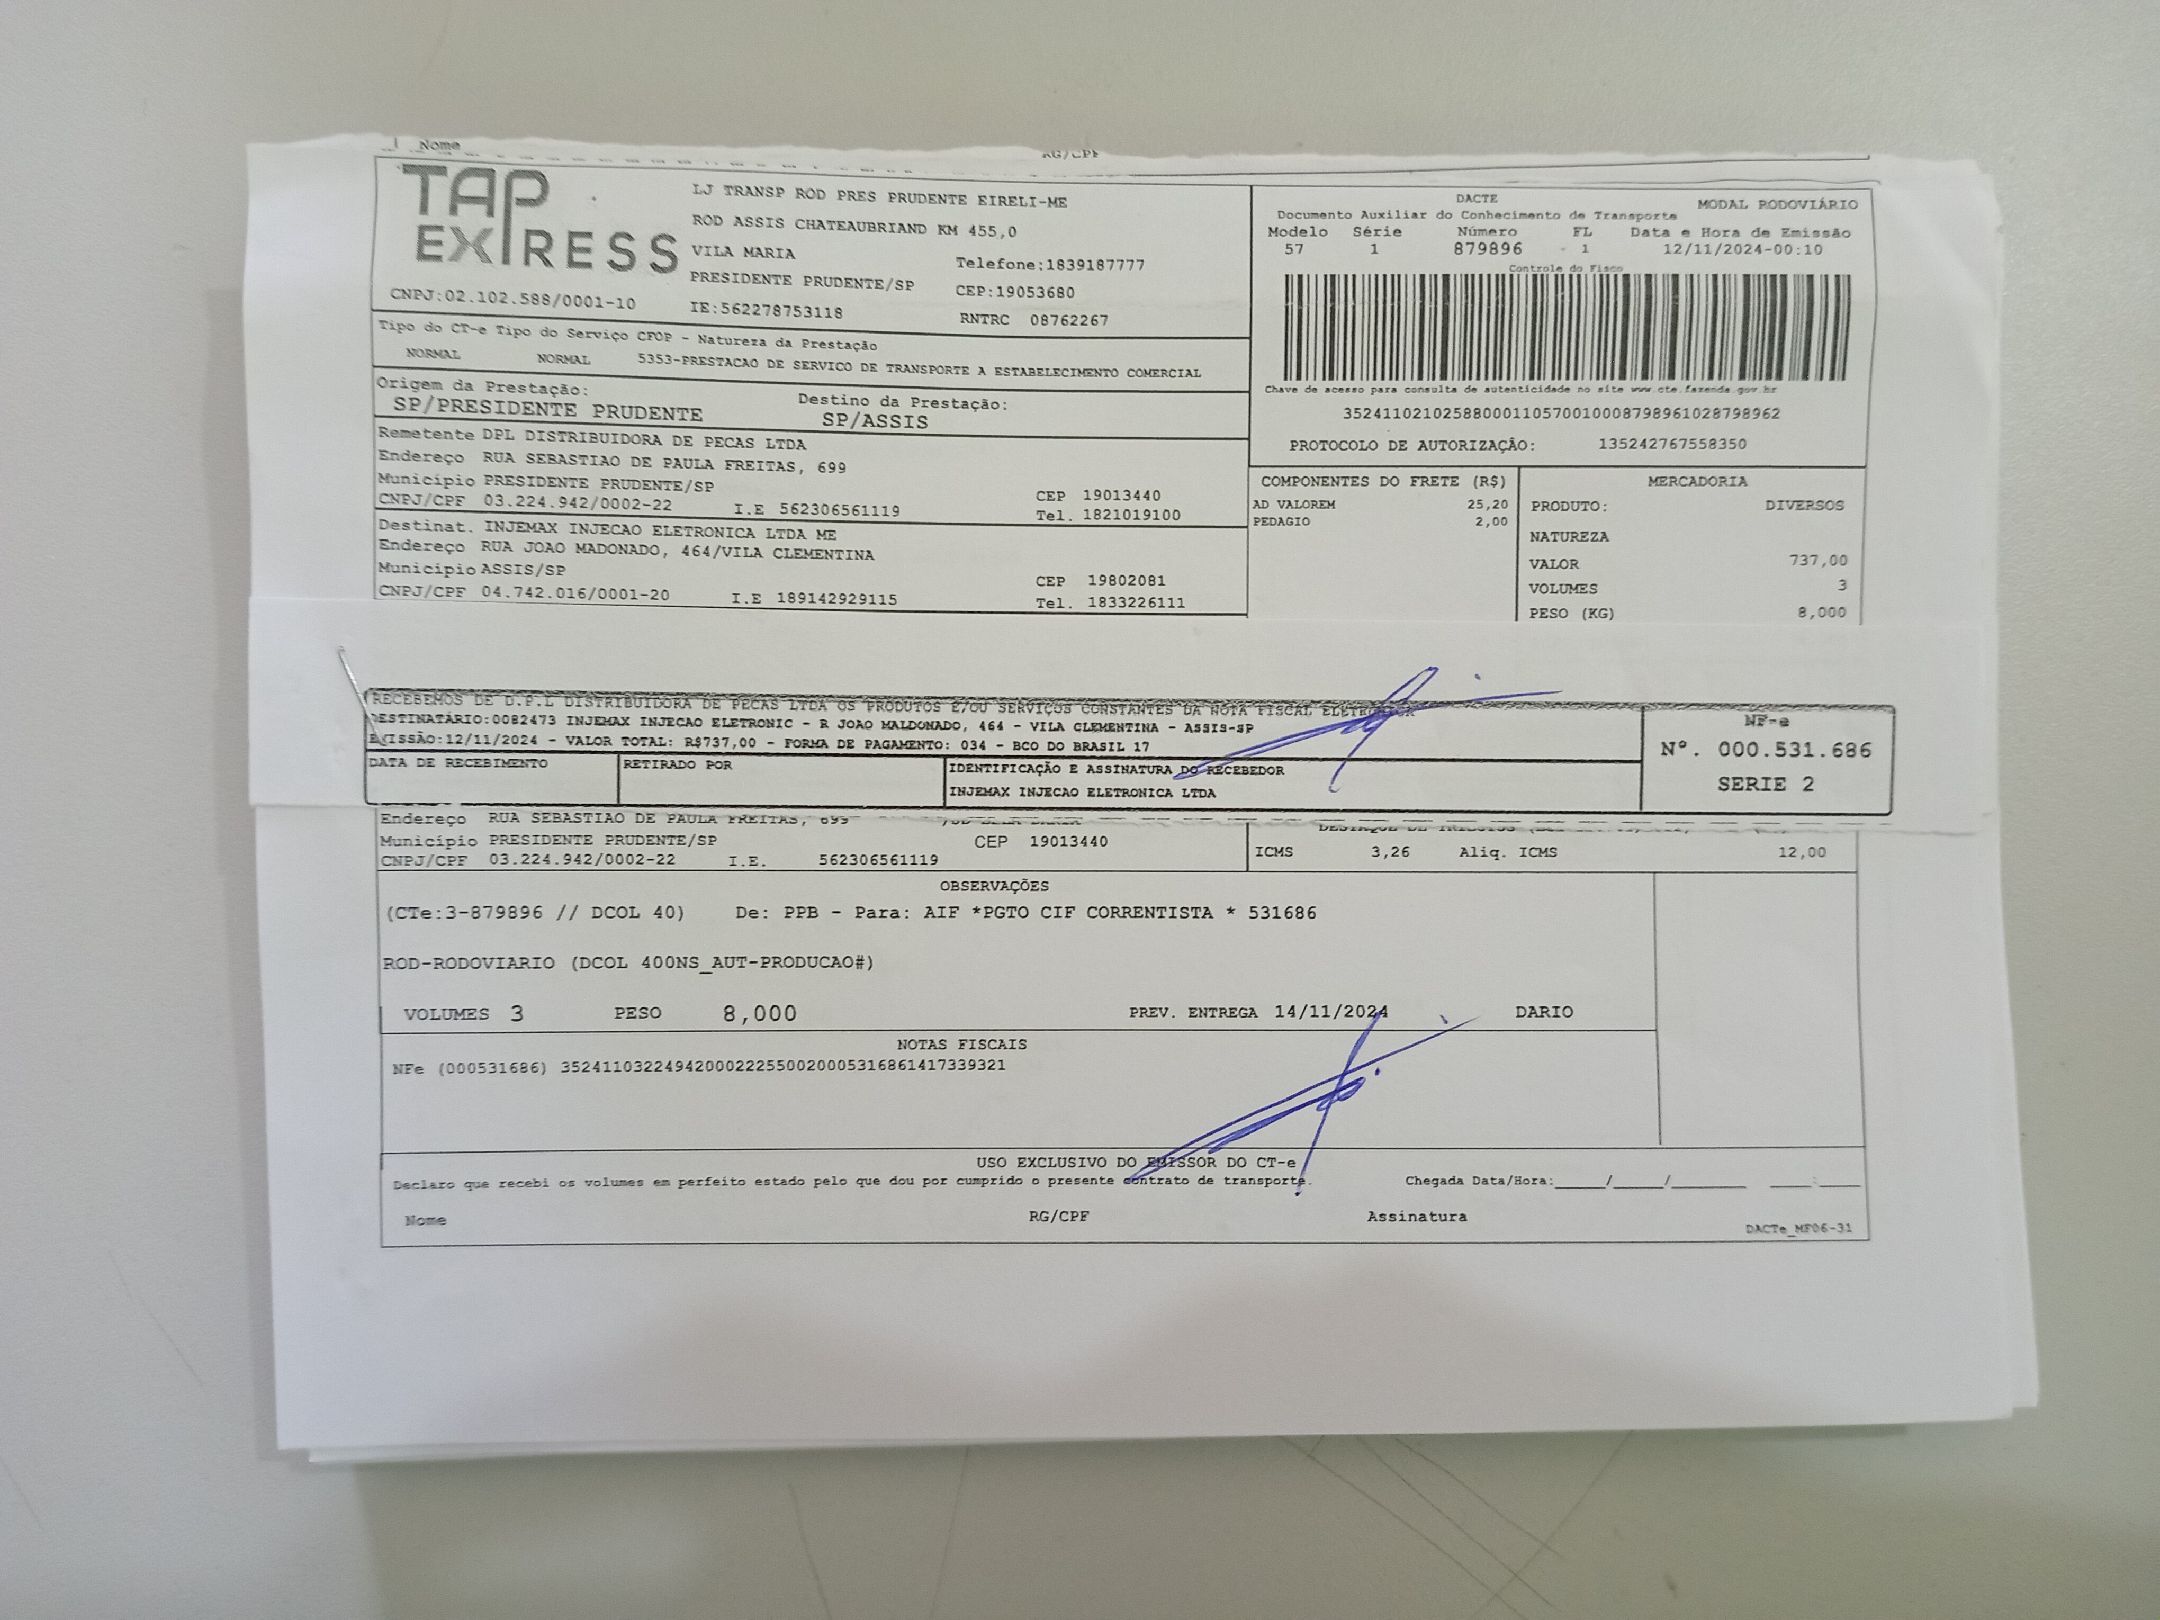 Nome RG/CPF
TAP EXPRESS
LJ TRANSP ROD PRES PRUDENTE EIRELI-ME
ROD ASSIS CHATEAUBRIAND KM 455,0
VILA MARIA Telefone:1839187777
PRESIDENTE PRUDENTE/SP CEP:19053680
CNPJ:02.102.588/0001-10 IE:562278753118 RNTRC 08762267
DACTE MODAL RODOVIÁRIO
Documento Auxiliar do Conhecimento de Transporte
Modelo Série Número FL Data e Hora de Emissão
57 1 879896 1 12/11/2024-00:10
Controle do Fisco
Chave de acesso para consulta de autenticidade no site www.cte.fazenda.gov.br
35241102102588000110570010008798961028798962
PROTOCOLO DE AUTORIZAÇÃO: 135242767558350
Tipo do CT-e Tipo do Serviço CFOP - Natureza da Prestação
NORMAL NORMAL 5353-PRESTACAO DE SERVICO DE TRANSPORTE A ESTABELECIMENTO COMERCIAL
Origem da Prestação: Destino da Prestação:
SP/PRESIDENTE PRUDENTE SP/ASSIS
Remetente DPL DISTRIBUIDORA DE PECAS LTDA
Endereço RUA SEBASTIAO DE PAULA FREITAS, 699
Município PRESIDENTE PRUDENTE/SP CEP 19013440
CNPJ/CPF 03.224.942/0002-22 I.E 562306561119 Tel. 1821019100
Destinat. INJEMAX INJECAO ELETRONICA LTDA ME
Endereço RUA JOAO MADONADO, 464/VILA CLEMENTINA
Município ASSIS/SP CEP 19802081
CNPJ/CPF 04.742.016/0001-20 I.E 189142929115 Tel. 1833226111
COMPONENTES DO FRETE (R$)
AD VALOREM 25,20
PEDAGIO 2,00
MERCADORIA
PRODUTO: DIVERSOS
NATUREZA
VALOR 737,00
VOLUMES 3
PESO (KG) 8,000
RECEBEMOS DE D.P.L DISTRIBUIDORA DE PECAS LTDA OS PRODUTOS E/OU SERVIÇOS CONSTANTES DA NOTA FISCAL ELETRONICA
DESTINATÁRIO:0082473 INJEMAX INJECAO ELETRONIC - R JOAO MALDONADO, 464 - VILA CLEMENTINA - ASSIS-SP
EMISSÃO:12/11/2024 - VALOR TOTAL: R$737,00 - FORMA DE PAGAMENTO: 034 - BCO DO BRASIL 17
DATA DE RECEBIMENTO RETIRADO POR IDENTIFICAÇÃO E ASSINATURA DO RECEBEDOR
INJEMAX INJECAO ELETRONICA LTDA
NF-e
Nº. 000.531.686
SERIE 2
Endereço RUA SEBASTIAO DE PAULA FREITAS, 699
Município PRESIDENTE PRUDENTE/SP CEP 19013440
CNPJ/CPF 03.224.942/0002-22 I.E. 562306561119
ICMS 3,26 Aliq. ICMS 12,00
OBSERVAÇÕES
(CTe:3-879896 // DCOL 40) De: PPB - Para: AIF *PGTO CIF CORRENTISTA * 531686
ROD-RODOVIARIO (DCOL 400NS_AUT-PRODUCAO#)
VOLUMES 3 PESO 8,000 PREV. ENTREGA 14/11/2024 DARIO
NOTAS FISCAIS
NFe (000531686) 35241103224942000222550020005316861417339321
USO EXCLUSIVO DO EMISSOR DO CT-e
Declaro que recebi os volumes em perfeito estado pelo que dou por cumprido o presente contrato de transporte. Chegada Data/Hora:_____/_____/_______ ____:____
Nome RG/CPF Assinatura
DACTe_MF06-31